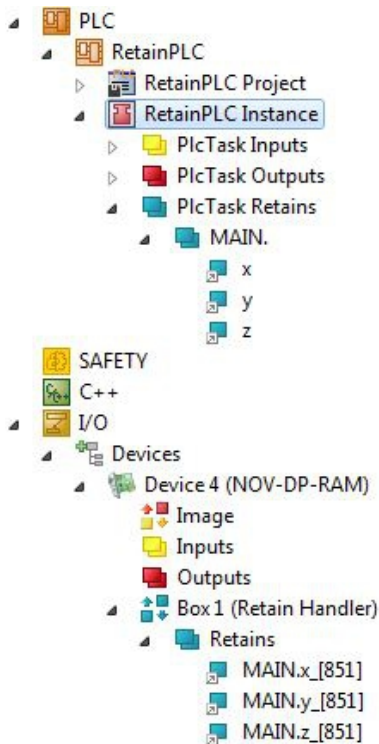 PLC
RetainPLC
RetainPLC Project
RetainPLC Instance
PlcTask Inputs
PlcTask Outputs
PlcTask Retains
MAIN.
x
y
z
SAFETY
C++
I/O
Devices
Device 4 (NOV-DP-RAM)
Image
Inputs
Outputs
Box 1 (Retain Handler)
Retains
MAIN.x_[851]
MAIN.y_[851]
MAIN.z_[851]